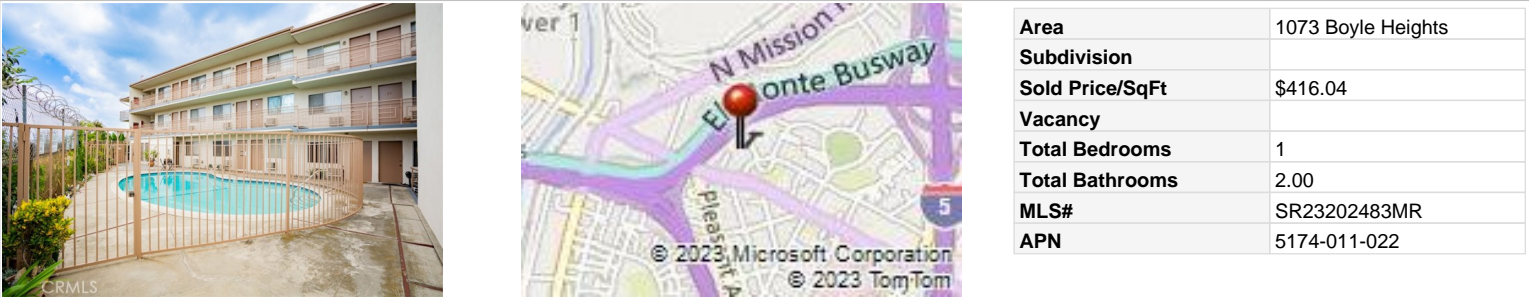 CRMLS
ver 1
N Mission R
El Monte Busway
Pleasant A
5
© 2023 Microsoft Corporation
© 2023 TomTom
Area 1073 Boyle Heights
Subdivision
Sold Price/SqFt $416.04
Vacancy
Total Bedrooms 1
Total Bathrooms 2.00
MLS# SR23202483MR
APN 5174-011-022